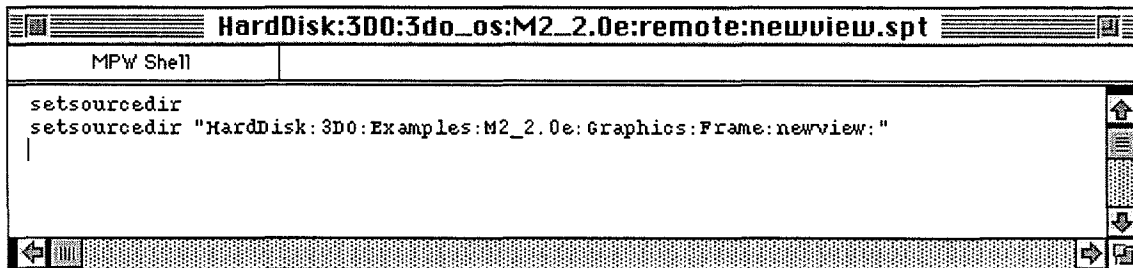 HardDisk:3DO:3do_os:M2_2.0e:remote:newview.spt
MPW Shell
setsourcedir
setsourcedir "HardDisk:3DO:Examples:M2_2.0e:Graphics:Frame:newview:"